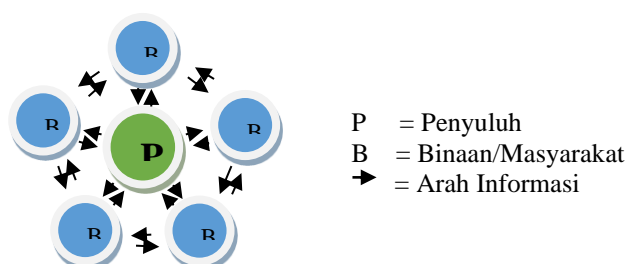 B
B
B
P
B
B
P = Penyuluh
B = Binaan/Masyarakat
= Arah Informasi